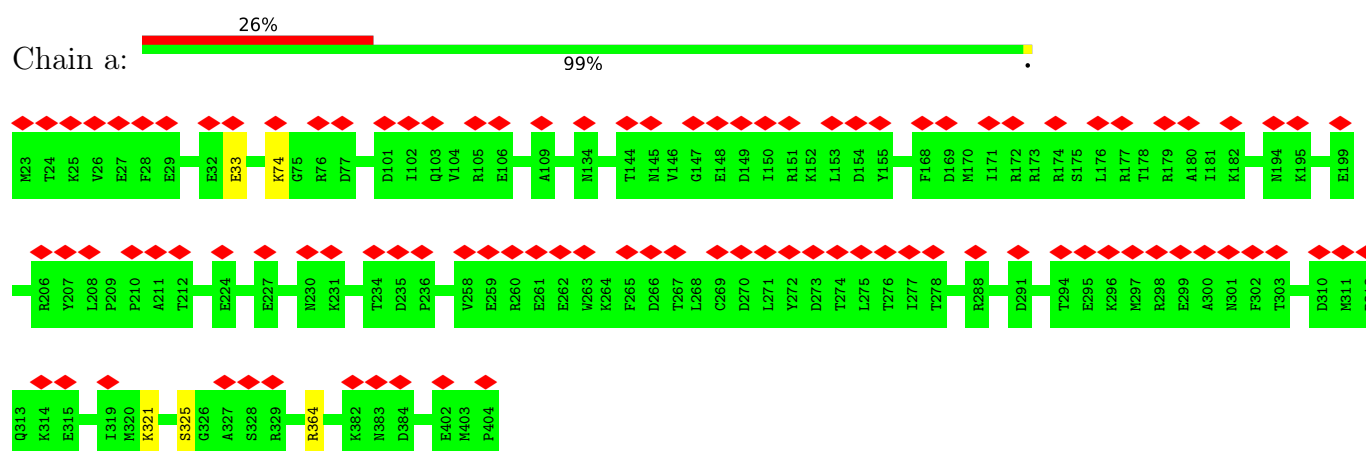 26%
Chain a:
99%
.
M23 T24 K25 V26 E27 F28 E29 E32 E33 K74 G75 R76 D77 D101 I102 Q103 V104 R105 E106 A109 N134 T144 N145 V146 G147 E148 D149 I150 R151 K152 L153 D154 Y155 F168 D169 M170 I171 R172 R173 R174 S175 L176 R177 T178 R179 A180 I181 K182 N194 K195 E199
R206 Y207 L208 P209 P210 A211 T212 E224 E227 N230 K231 T234 D235 P236 V258 E259 R260 E261 E262 W263 K264 F265 D266 T267 L268 C269 D270 L271 Y272 D273 T274 L275 T276 I277 T278 R288 D291 T294 E295 K296 M297 R298 E299 A300 N301 F302 T303 D310 M311
Q313 K314 E315 I319 M320 K321 S325 G326 A327 S328 R329 R364 K382 N383 D384 E402 M403 P404